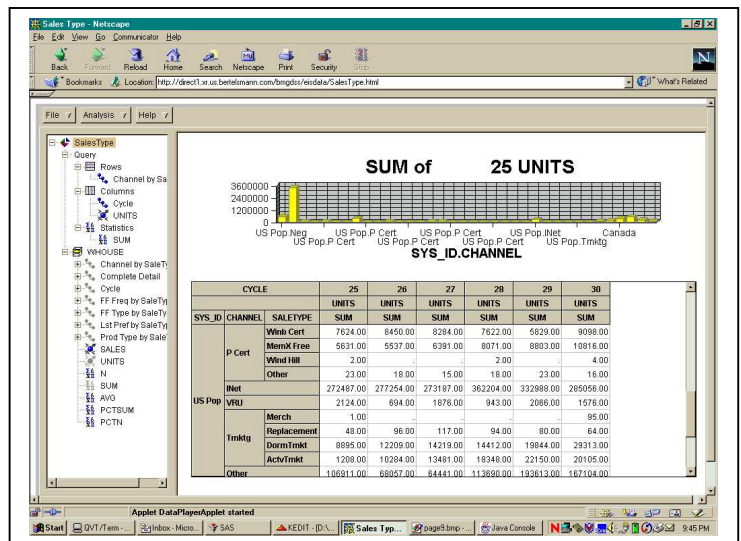 Sales Type - Netscape
File Edit View Go Communicator Help
Back Forward Reload Home Search Netscape Print Security Stop
Bookmarks Location: http://direct1.xr.us.bertelsmann.com/bmgdss/eisdata/SalesType.html What's Related
File Analysis Help
SalesType
Query
Rows
Channel by Sa
Columns
Cycle
UNITS
Statistics
SUM
WHOUSE
Channel by SaleTy
Complete Detail
Cycle
FF Freq by SaleTyp
FF Type by SaleTy
Lst Pref by SaleTy
Prod Type by Sale
SALES
UNITS
N
SUM
AVG
PCTSUM
PCTN
SUM of 25 UNITS
3600000
2400000
1200000
0
US Pop.Neg US Pop.P Cert US Pop.P Cert US Pop.INet Canada
US Pop.P Cert US Pop.P Cert US Pop.P Cert US Pop.Tmktg
SYS_ID.CHANNEL
CYCLE 25 26 27 28 29 30
UNITS UNITS UNITS UNITS UNITS UNITS
SYS_ID CHANNEL SALETYPE SUM SUM SUM SUM SUM SUM
US Pop P Cert Winb Cert 7624.00 8450.00 8284.00 7622.00 5829.00 9098.00
MemX Free 5631.00 5537.00 6391.00 8071.00 8803.00 10816.00
Wind Hill 2.00 . . 2.00 . 4.00
Other 23.00 18.00 15.00 18.00 23.00 16.00
INet 272487.00 277254.00 273187.00 362204.00 332988.00 285056.00
VRU 2124.00 694.00 1876.00 943.00 2066.00 1576.00
Tmktg Merch 1.00 . . . . 95.00
Replacement 48.00 96.00 117.00 94.00 80.00 64.00
DormTmkt 8895.00 12209.00 14219.00 14412.00 19844.00 29313.00
ActvTmkt 1208.00 10284.00 13481.00 18348.00 22150.00 20105.00
Other 106911.00 68057.00 64441.00 113690.00 193613.00 167104.00
Applet DataPlayerApplet started
Start QVT/Term -... Inbox - Micro... SAS KEDIT - [D:\... Sales Typ... page9.bmp -... Java Console 9:45 PM